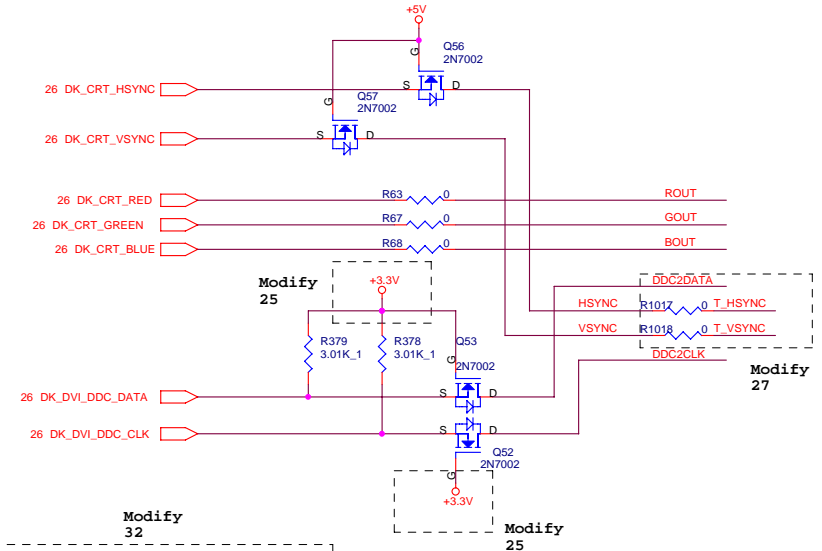 +5V
G
Q56
2N7002
26 DK_CRT_HSYNC
S
D
G
Q57
2N7002
26 DK_CRT_VSYNC
S
D
26 DK_CRT_RED
R63
0
ROUT
26 DK_CRT_GREEN
R67
0
GOUT
26 DK_CRT_BLUE
R68
0
BOUT
Modify
25
+3.3V
DDC2DATA
HSYNC
R1017
0
T_HSYNC
VSYNC
R1018
0
T_VSYNC
DDC2CLK
Modify
27
R379
3.01K_1
R378
3.01K_1
Q53
G
2N7002
26 DK_DVI_DDC_DATA
S
D
26 DK_DVI_DDC_CLK
S
D
Q52
2N7002
G
+3.3V
Modify
25
Modify
32